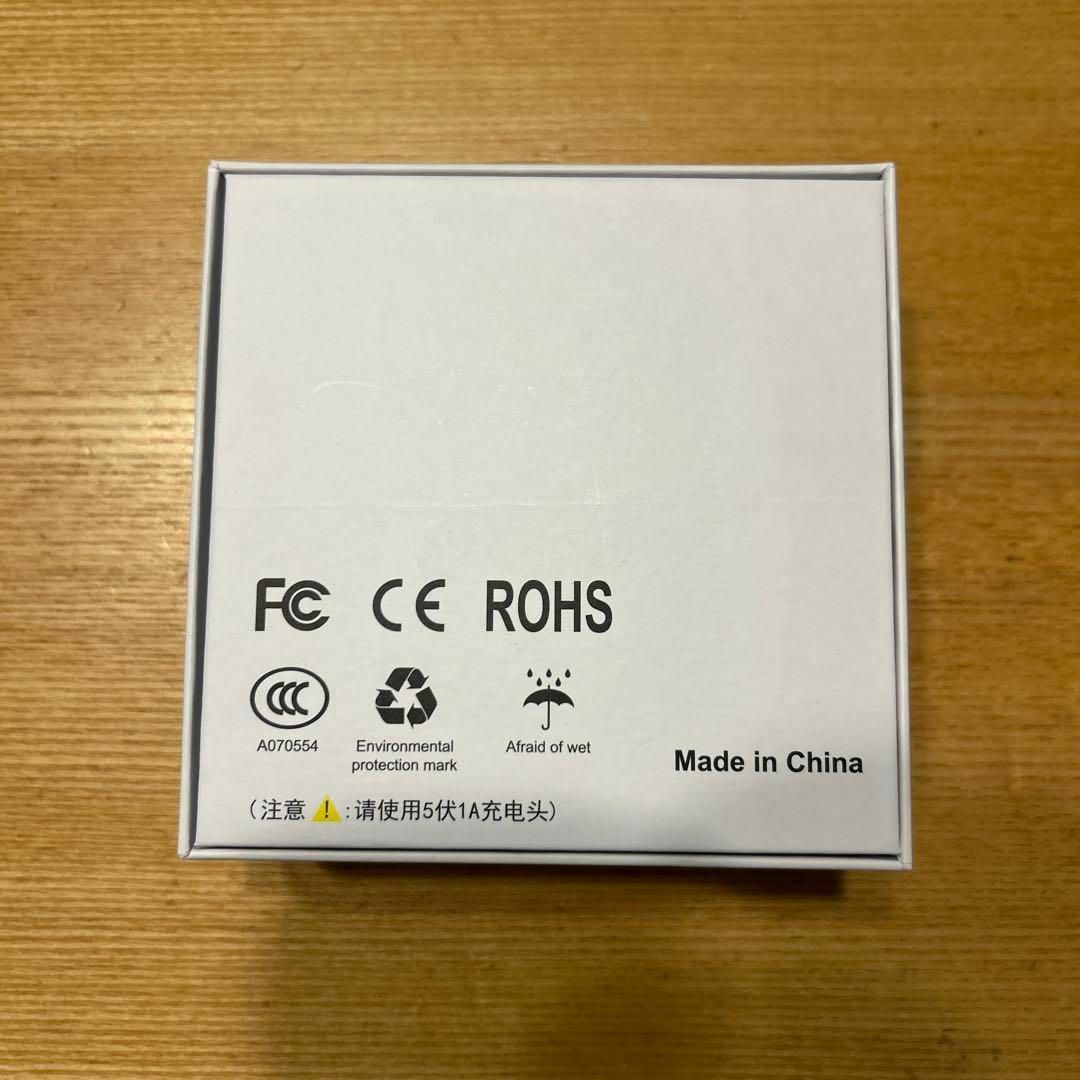 FC CE ROHS
CCC
A070554
Environmental
protection mark
Afraid of wet
Made in China
(注意⚠:请使用5伏1A充电头)